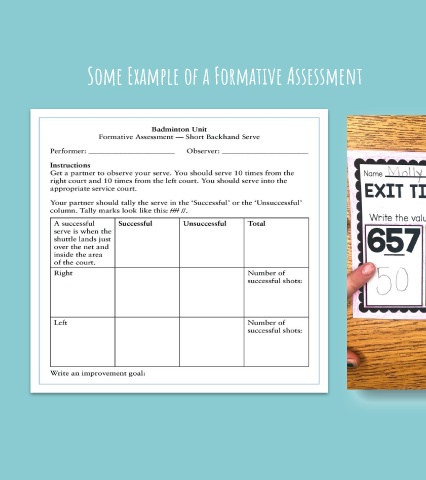 Some Example of a Formative Assessment
Badminton Unit
Formative Assessment — Short Backhand Serve
Performer: Observer:
Instructions
Get a partner to observe your serve. You should serve 10 times from the
right court and 10 times from the left court. You should serve into the
appropriate service court.
Your partner should tally the serve in the 'Successful' or the 'Unsuccessful'
column. Tally marks look like this: //// //.
A successful
serve is when the
shuttle lands just
over the net and
inside the area
of the court.
Successful
Unsuccessful
Total
Right
Number of
successful shots:
Left
Number of
successful shots:
Write an improvement goal:
Name Molly
EXIT TI
Write the valu
657
50